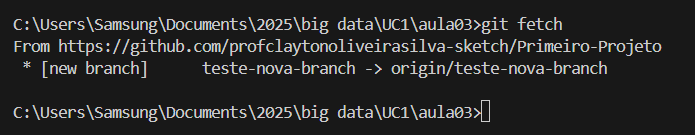 C:\Users\Samsung\Documents\2025\big data\UC1\aula03>git fetch
From https://github.com/profclaytonoliveirasilva-sketch/Primeiro-Projeto
 * [new branch]      teste-nova-branch -> origin/teste-nova-branch
C:\Users\Samsung\Documents\2025\big data\UC1\aula03>